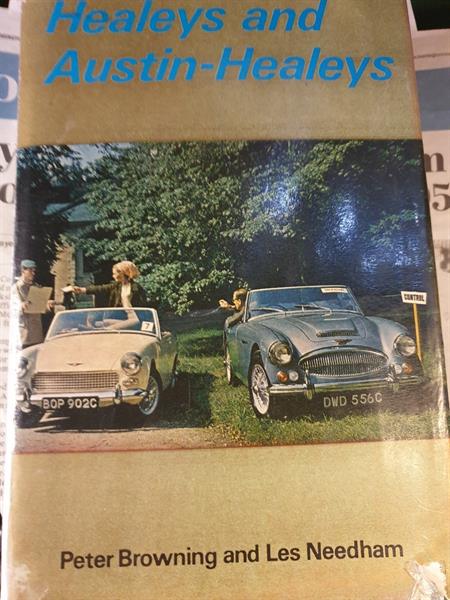 Healeys and
Austin-Healeys
7
CONTROL
BOP 902C
DWD 556C
Peter Browning and Les Needham